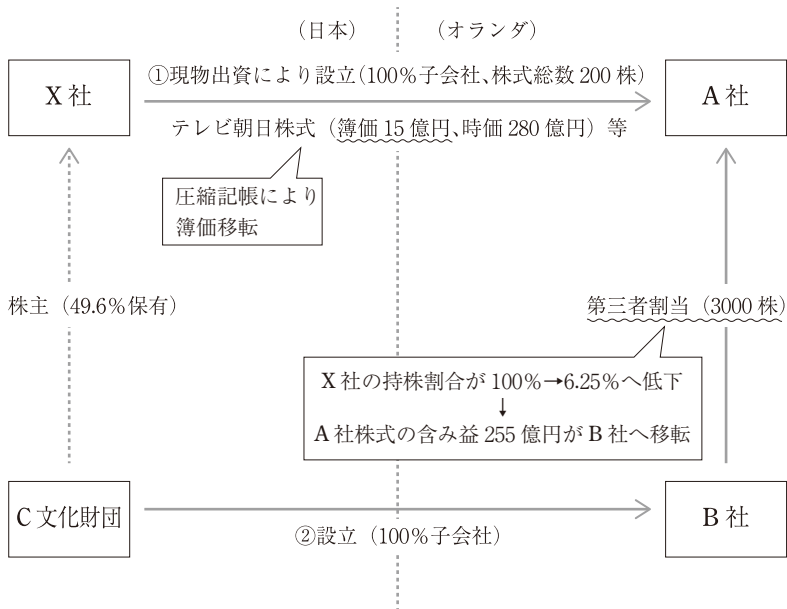 （日本）
（オランダ）
X社
①現物出資により設立（100％子会社、株式総数200株）
A社
テレビ朝日株式（簿価15億円、時価280億円）等
圧縮記帳により
簿価移転
株主（49.6％保有）
第三者割当（3000株）
X社の持株割合が100％→6.25％へ低下
↓
A社株式の含み益255億円がB社へ移転
C文化財団
B社
②設立（100％子会社）